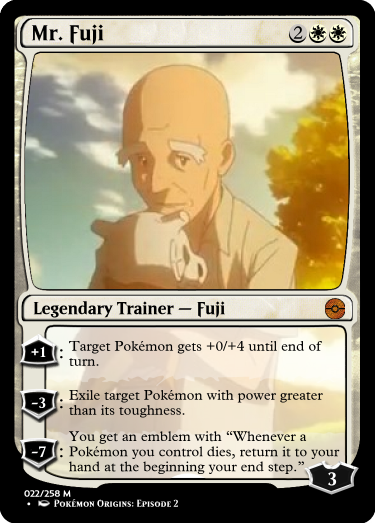 Mr. Fuji 2
Legendary Trainer — Fuji
+1: Target Pokémon gets +0/+4 until end of
turn.
-3: Exile target Pokémon with power greater
than its toughness.
-7: You get an emblem with “Whenever a
Pokémon you control dies, return it to your
hand at the beginning your end step.”
3
022/258 M
• Pokémon Origins: Episode 2